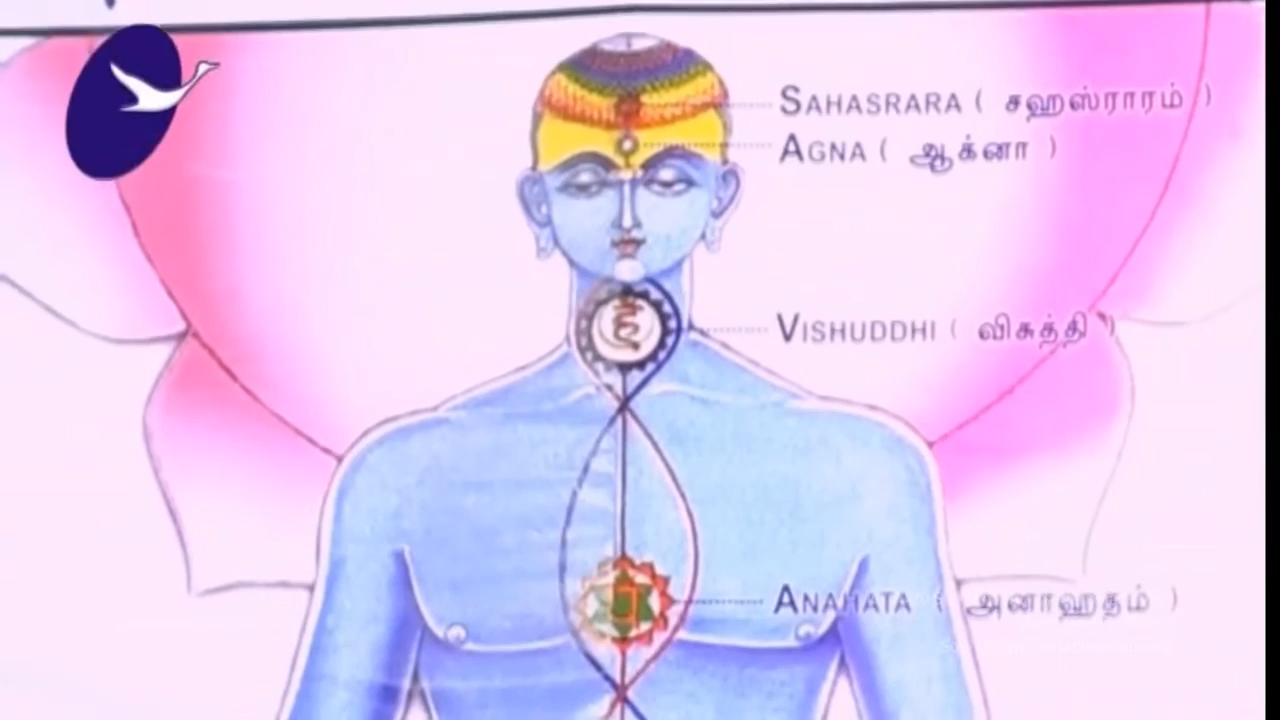 SAHASRARA ( சஹஸ்ராரம் )
AGNA ( ஆக்னா )
ह
VISHUDDHI ( விசுத்தி )
ANAHATA ( அனாஹதம் )